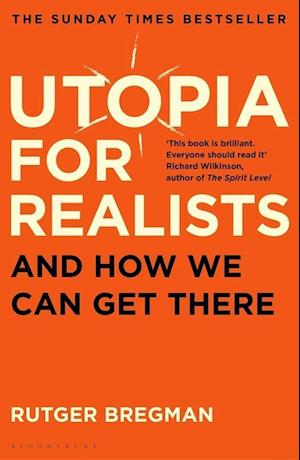 THE SUNDAY TIMES BESTSELLER
UTOPIA
FOR
REALISTS
'This book is brilliant.
Everyone should read it'
Richard Wilkinson,
author of The Spirit Level
AND HOW WE
CAN GET THERE
RUTGER BREGMAN
BLOOMSBURY